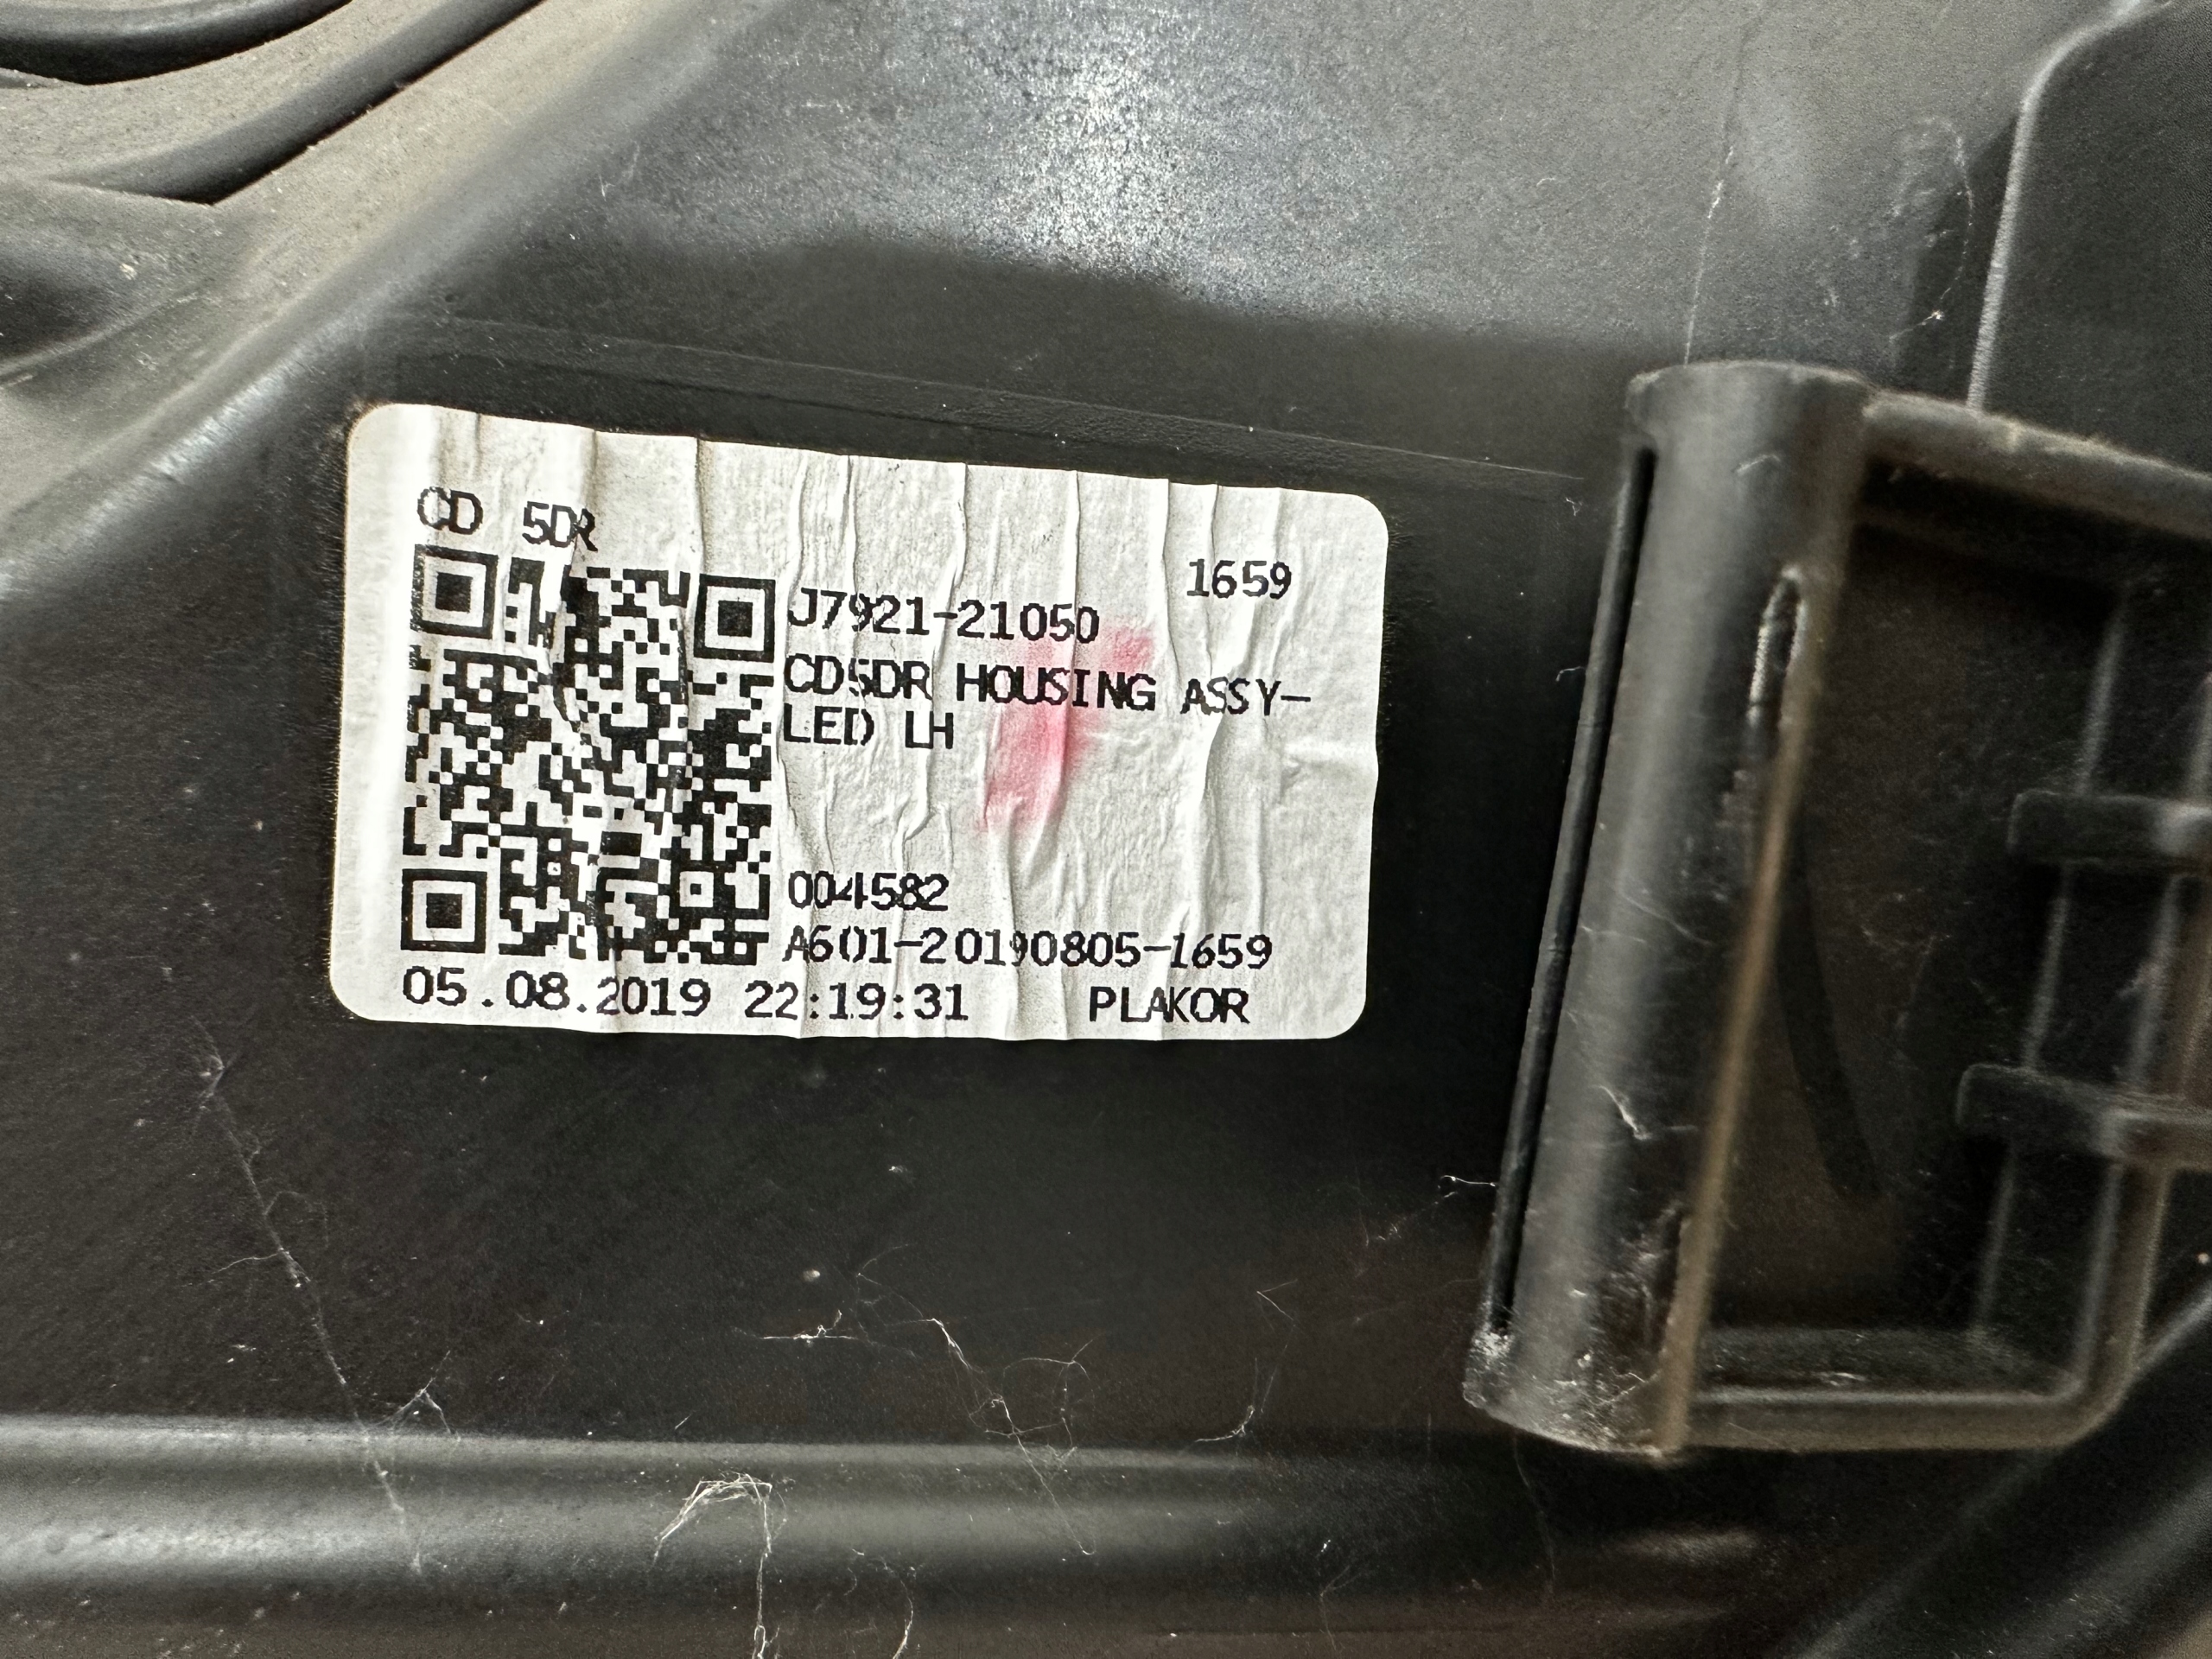 CD 5DR
1659
J7921-21050
CD5DR HOUSING ASSY-
LED LH
004582
A601-20190805-1659
05.08.2019 22:19:31 PLAKOR